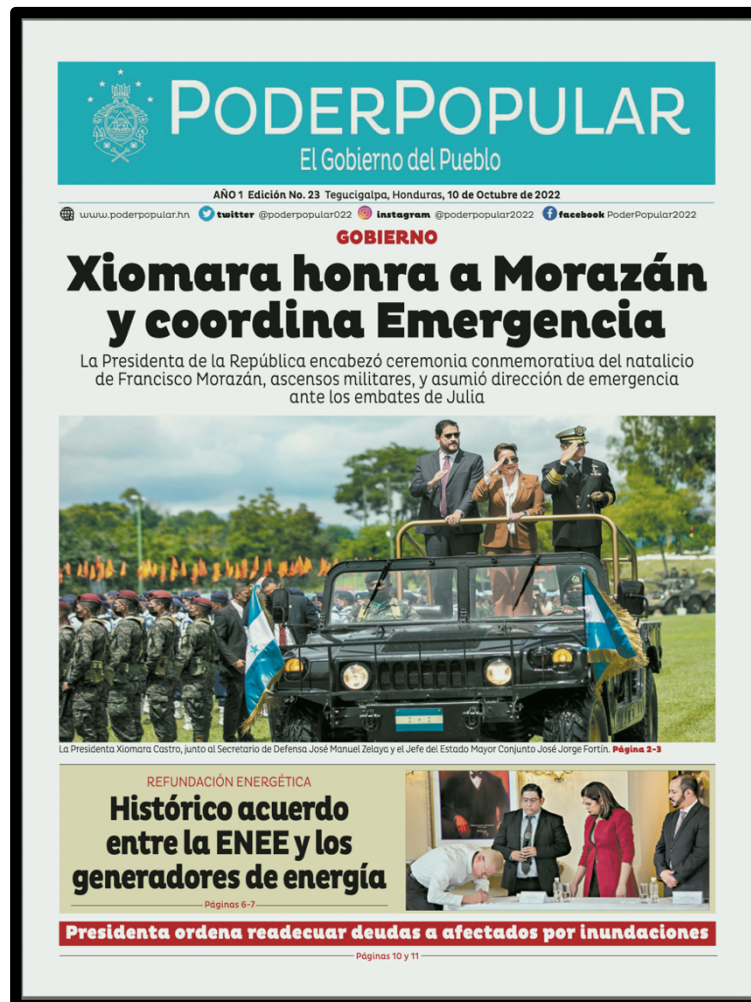 PODERPOPULAR
El Gobierno del Pueblo
AÑO 1 Edición No. 23 Tegucigalpa, Honduras, 10 de Octubre de 2022
www.poderpopular.hn twitter @poderpopular022 instagram @poderpopular2022 facebook PoderPopular2022
GOBIERNO
Xiomara honra a Morazán
y coordina Emergencia
La Presidenta de la República encabezó ceremonia conmemorativa del natalicio
de Francisco Morazán, ascensos militares, y asumió dirección de emergencia
ante los embates de Julia
La Presidenta Xiomara Castro, junto al Secretario de Defensa José Manuel Zelaya y el Jefe del Estado Mayor Conjunto José Jorge Fortín. Página 2-3
REFUNDACIÓN ENERGÉTICA
Histórico acuerdo
entre la ENEE y los
generadores de energía
Páginas 6-7
Presidenta ordena readecuar deudas a afectados por inundaciones
Páginas 10 y 11